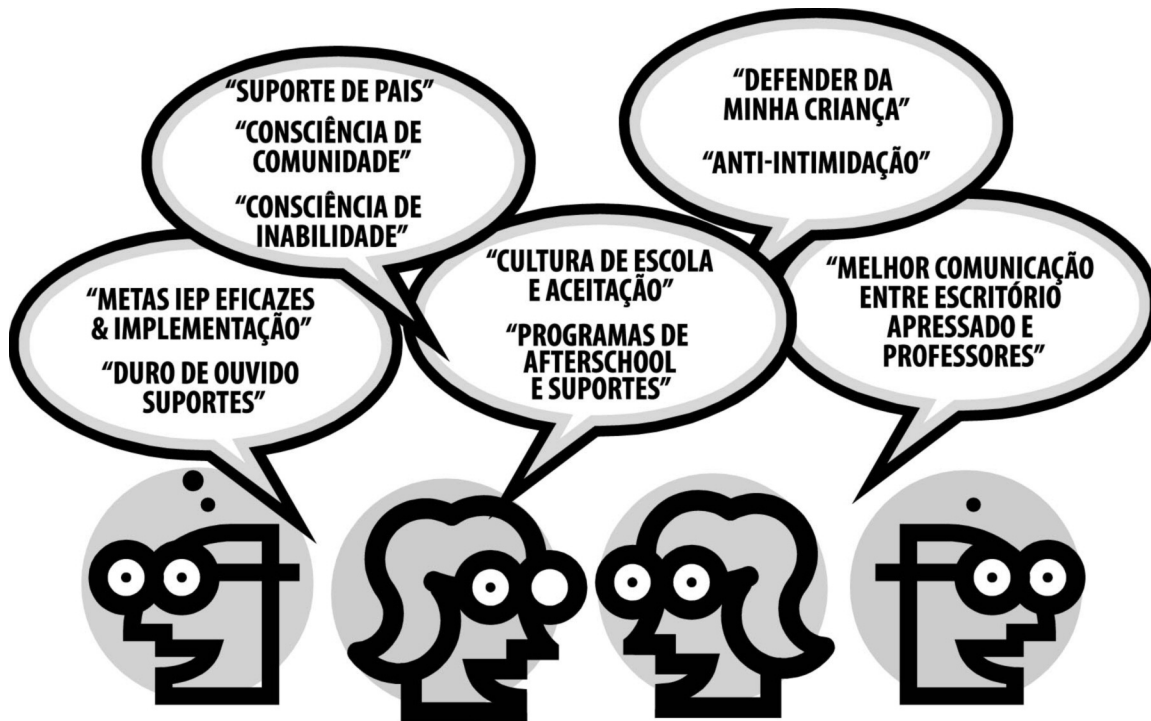 “SUPORTE DE PAIS”
“CONSCIÊNCIA DE
COMUNIDADE”
“CONSCIÊNCIA DE
INABILIDADE”
“DEFENDER DA
MINHA CRIANÇA”
“ANTI-INTIMIDAÇÃO”
“METAS IEP EFICAZES
& IMPLEMENTAÇÃO”
“DURO DE OUVIDO
SUPORTES”
“CULTURA DE ESCOLA
E ACEITAÇÃO”
“PROGRAMAS DE
AFTERSCHOOL
E SUPORTES”
“MELHOR COMUNICAÇÃO
ENTRE ESCRITÓRIO
APRESSADO E
PROFESSORES”